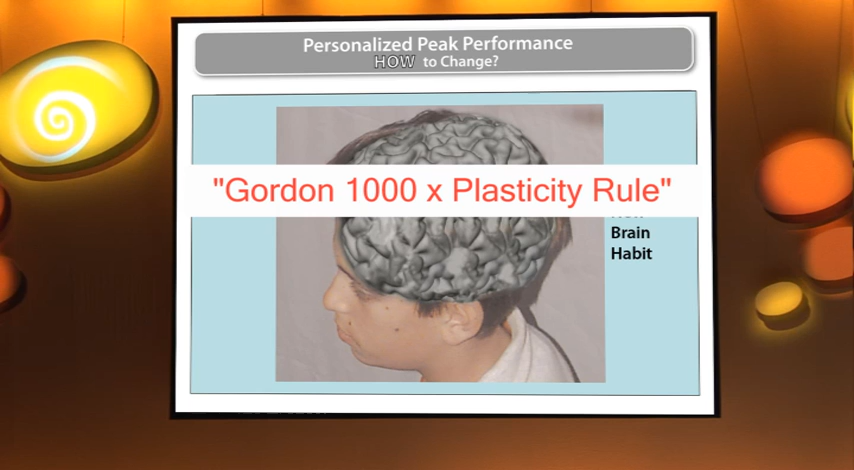 Personalized Peak Performance
HOW to Change?
"Gordon 1000 x Plasticity Rule"
Brain
Habit